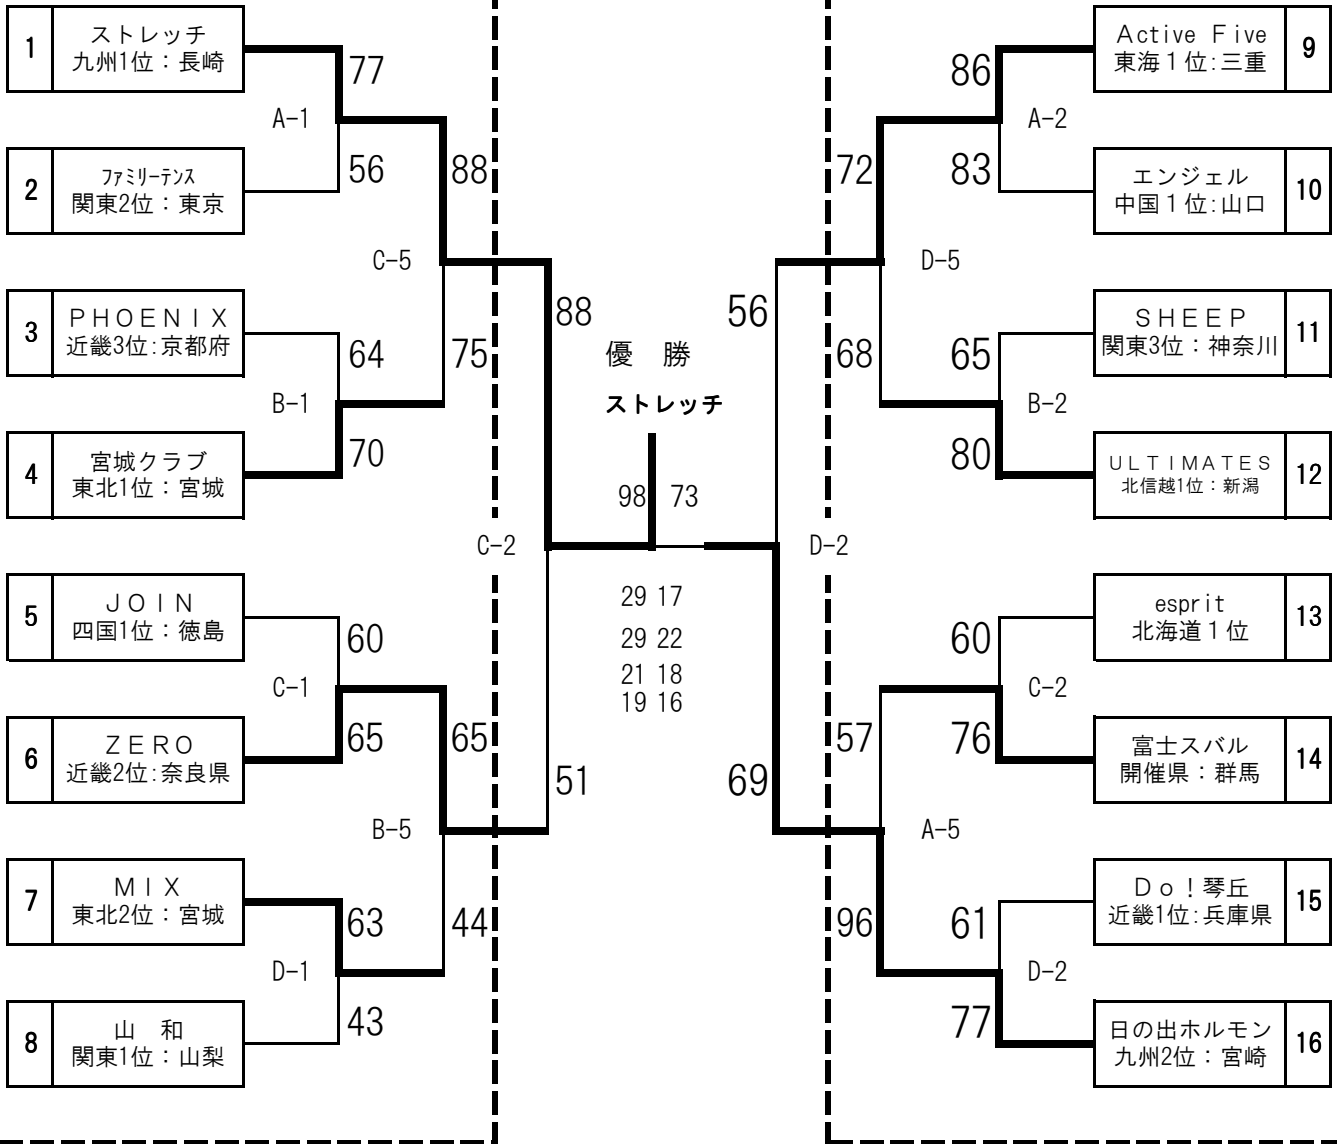 1
ストレッチ
九州1位：長崎
77
A-1
2
ﾌｧﾐﾘｰﾃﾝｽ
関東2位：東京
56
88
C-5
3
ＰＨＯＥＮＩＸ
近畿3位:京都府
64
75
B-1
4
宮城クラブ
東北1位：宮城
70
5
ＪＯＩＮ
四国1位：徳島
60
C-1
6
ＺＥＲＯ
近畿2位:奈良県
65
65
B-5
7
ＭＩＸ
東北2位：宮城
63
44
D-1
8
山　和
関東1位：山梨
43
88
C-2
51
優　勝
ストレッチ
98 73
29 17
29 22
21 18
19 16
56
D-2
69
Active Five
東海１位:三重
9
86
A-2
エンジェル
中国１位:山口
10
83
72
D-5
ＳＨＥＥＰ
関東3位：神奈川
11
65
68
B-2
ＵＬＴＩＭＡＴＥＳ
北信越1位：新潟
12
80
esprit
北海道１位
13
60
C-2
富士スバル
開催県：群馬
14
76
57
A-5
Ｄｏ！琴丘
近畿1位:兵庫県
15
61
96
D-2
日の出ホルモン
九州2位：宮崎
16
77